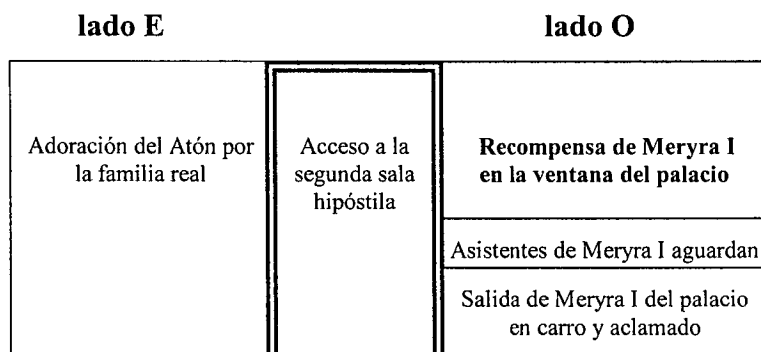 lado E
lado O
Adoración del Atón por
la familia real
Acceso a la
segunda sala
hipóstila
Recompensa de Meryra I
en la ventana del palacio
Asistentes de Meryra I aguardan
Salida de Meryra I del palacio
en carro y aclamado